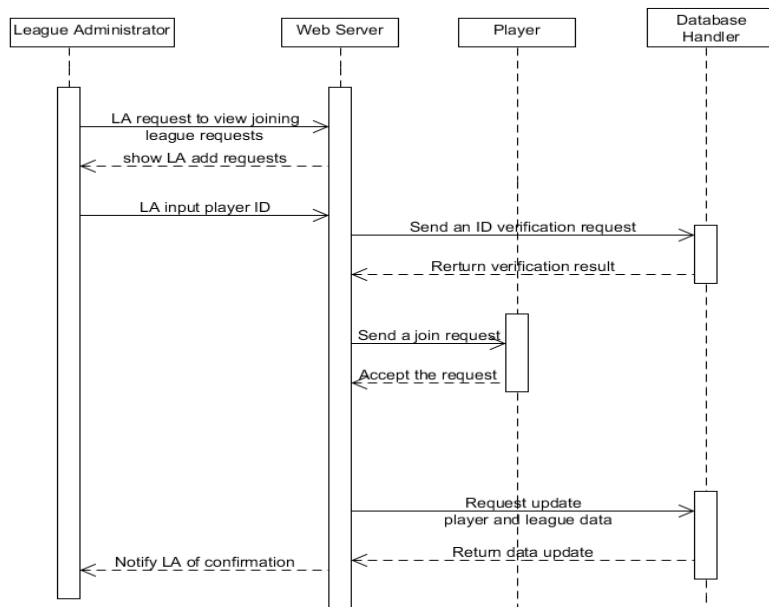 League Administrator
Web Server
Player
Database
Handler
LA request to view joining
league requests
show LA add requests
LA input player ID
Send an ID verification request
Rerturn verification result
Send a join request
Accept the request
Request update
player and league data
Return data update
Notify LA of confirmation